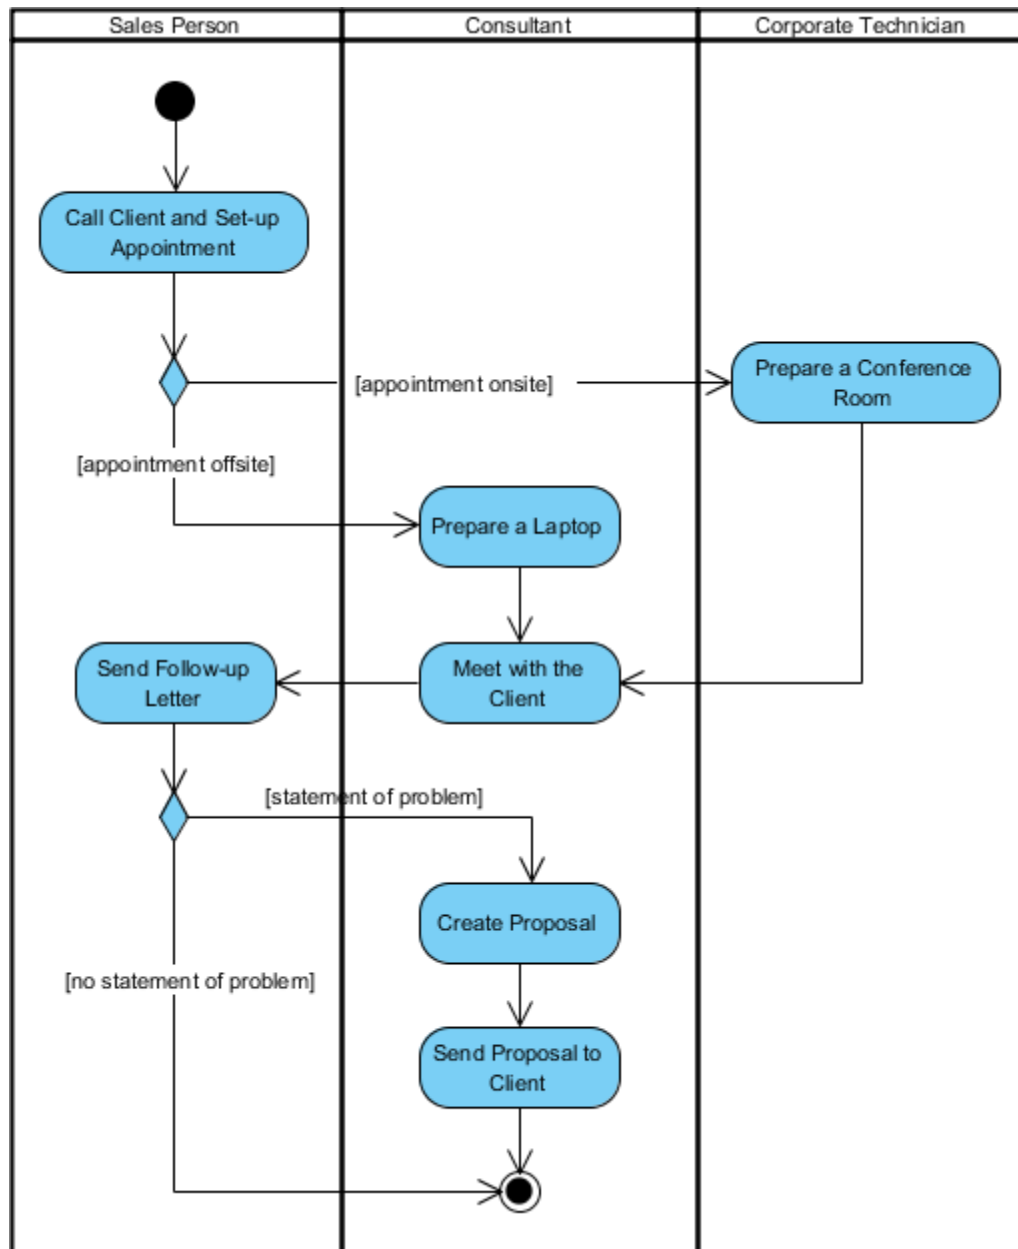 Sales Person
Consultant
Corporate Technician
Call Client and Set-up
Appointment
[appointment onsite]
Prepare a Conference
Room
[appointment offsite]
Prepare a Laptop
Send Follow-up
Letter
Meet with the
Client
[statement of problem]
Create Proposal
[no statement of problem]
Send Proposal to
Client